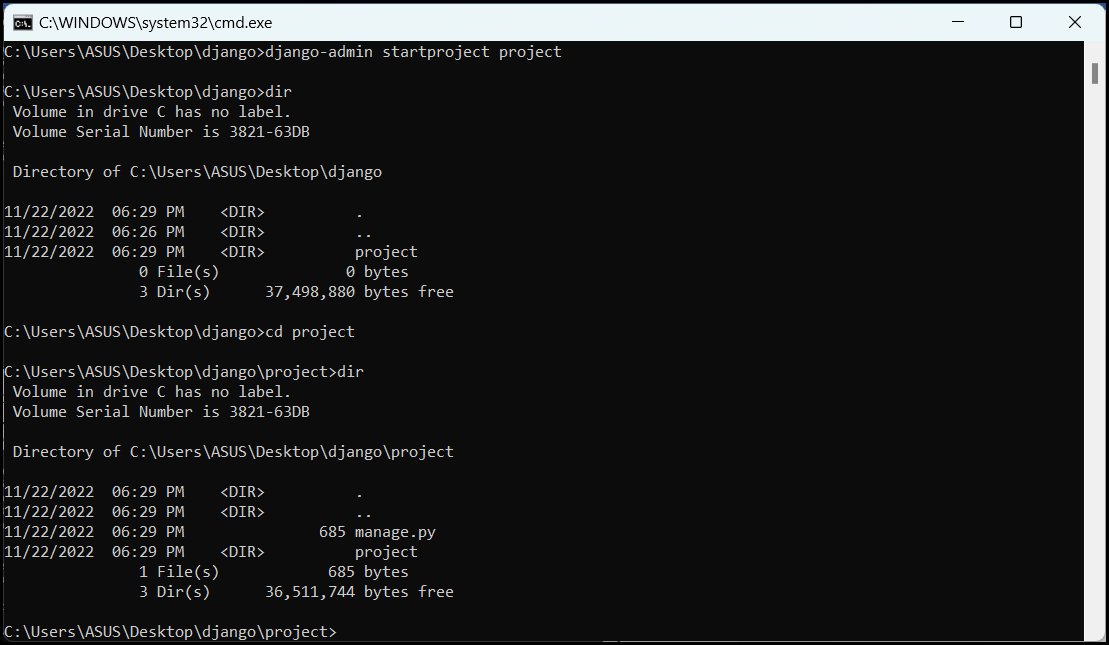 C:\WINDOWS\system32\cmd.exe
C:\Users\ASUS\Desktop\django>django-admin startproject project
C:\Users\ASUS\Desktop\django>dir
Volume in drive C has no label.
Volume Serial Number is 3821-63DB
Directory of C:\Users\ASUS\Desktop\django
11/22/2022  06:29 PM    <DIR>          .
11/22/2022  06:26 PM    <DIR>          ..
11/22/2022  06:29 PM    <DIR>          project
0 File(s)              0 bytes
3 Dir(s)      37,498,880 bytes free
C:\Users\ASUS\Desktop\django>cd project
C:\Users\ASUS\Desktop\django\project>dir
Volume in drive C has no label.
Volume Serial Number is 3821-63DB
Directory of C:\Users\ASUS\Desktop\django\project
11/22/2022  06:29 PM    <DIR>          .
11/22/2022  06:29 PM    <DIR>          ..
11/22/2022  06:29 PM               685 manage.py
11/22/2022  06:29 PM    <DIR>          project
1 File(s)            685 bytes
3 Dir(s)      36,511,744 bytes free
C:\Users\ASUS\Desktop\django\project>